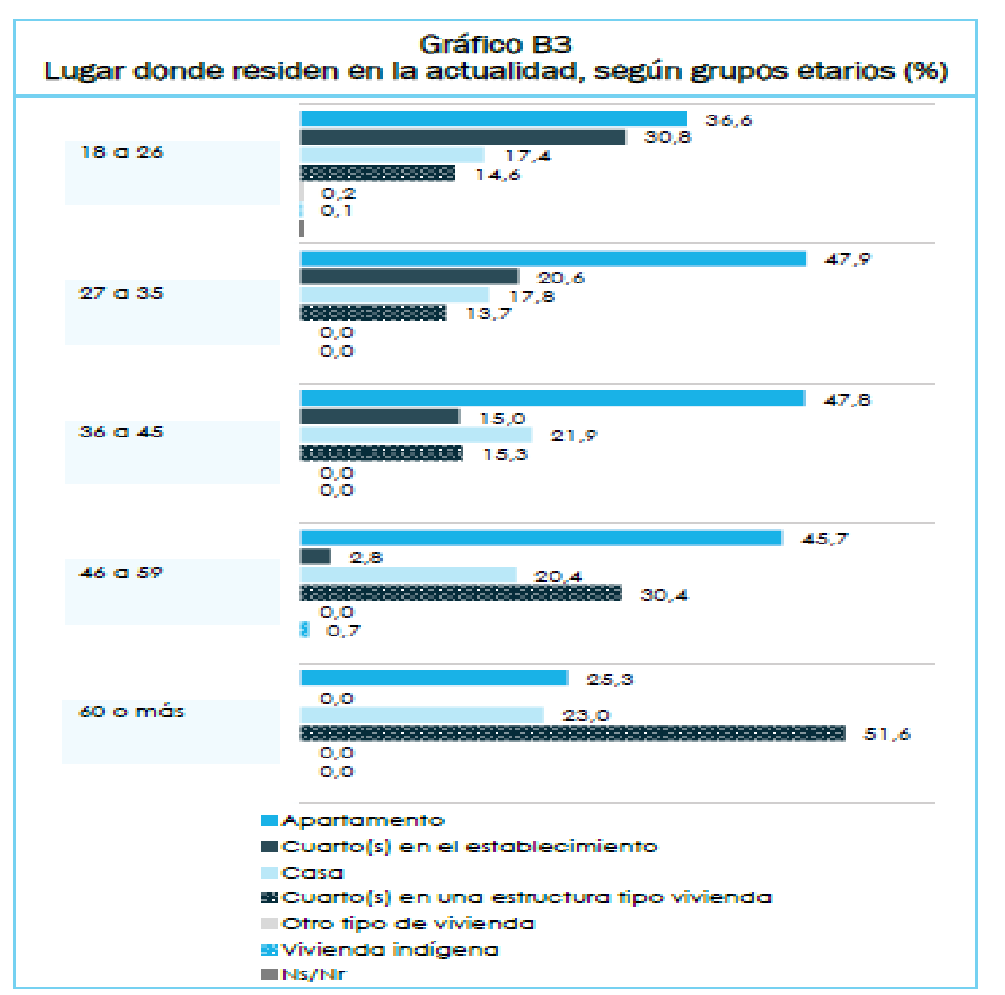 Gráfico B3
Lugar donde residen en la actualidad, según grupos etarios (%)
18 a 26
36,6
30,8
17,4
14,6
0,2
0,1
27 a 35
47,9
20,6
17,8
13,7
0,0
0,0
36 a 45
47,8
15,0
21,9
15,3
0,0
0,0
46 a 59
45,7
2,8
20,4
30,4
0,0
0,7
60 o más
25,3
0,0
23,0
51,6
0,0
0,0
Apartamento
Cuarto(s) en el establecimiento
Casa
Cuarto(s) en una estructura tipo vivienda
Otro tipo de vivienda
Vivienda indígena
Ns/Nr